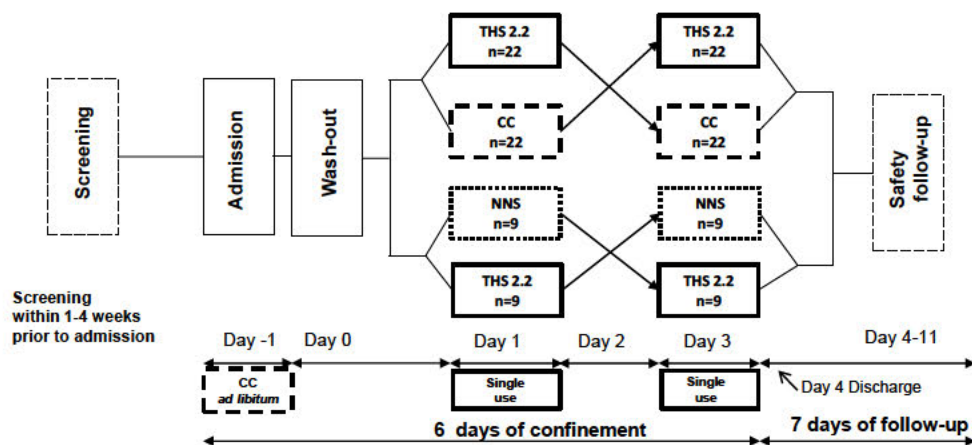 Screening
Admission
Wash-out
THS 2.2
n=22
CC
n=22
NNS
n=9
THS 2.2
n=9
THS 2.2
n=22
CC
n=22
NNS
n=9
THS 2.2
n=9
Safety
follow-up
Screening
within 1-4 weeks
prior to admission
Day -1
Day 0
Day 1
Day 2
Day 3
Day 4-11
CC
ad libitum
Single
use
Single
use
Day 4 Discharge
6 days of confinement
7 days of follow-up